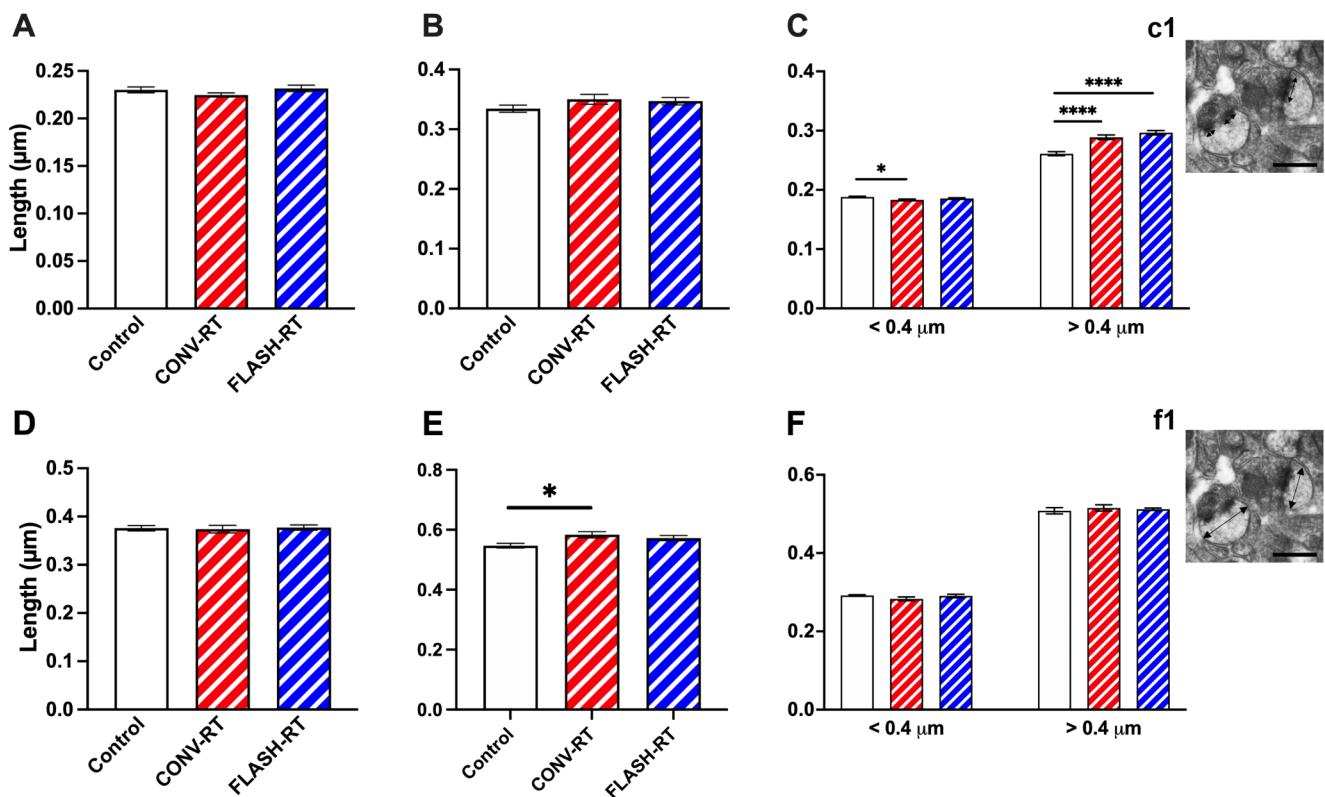 A
B
C
c1
Length (µm)
0.25
0.20
0.15
0.10
0.05
0.00
Control
CONV-RT
FLASH-RT
0.4
0.3
0.2
0.1
0.0
Control
CONV-RT
FLASH-RT
0.4
0.3
0.2
0.1
0.0
*
****
****
< 0.4 µm
> 0.4 µm
D
E
F
f1
Length (µm)
0.5
0.4
0.3
0.2
0.1
0.0
Control
CONV-RT
FLASH-RT
0.8
0.6
0.4
0.2
0.0
*
Control
CONV-RT
FLASH-RT
0.6
0.4
0.2
0.0
< 0.4 µm
> 0.4 µm